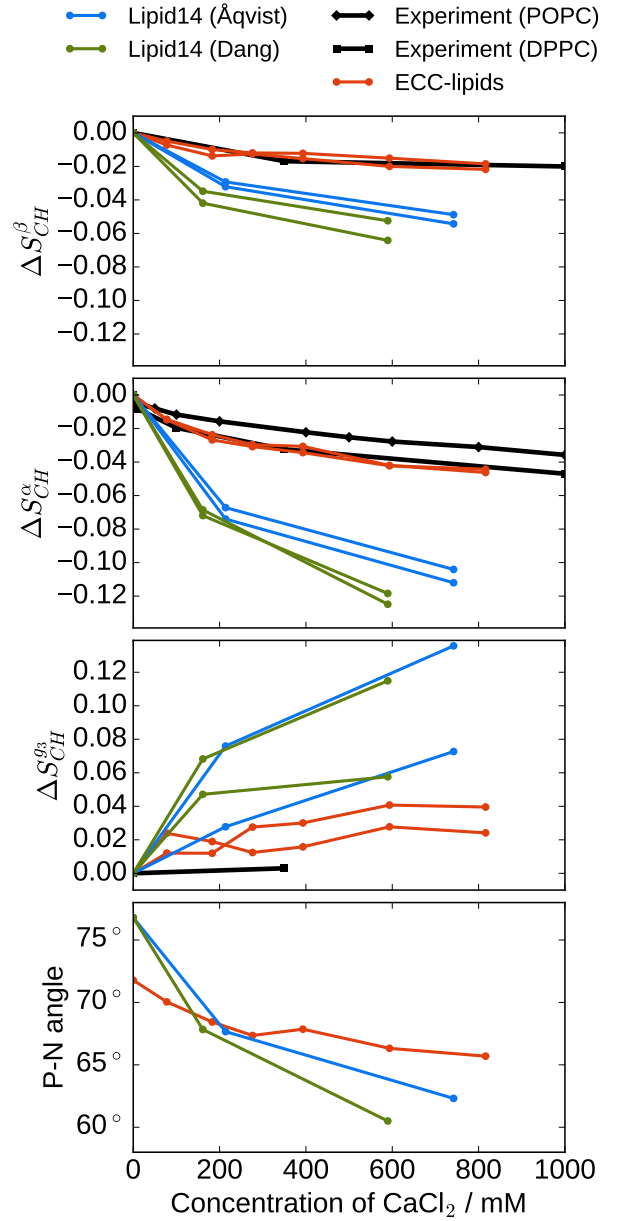 Lipid14 (Åqvist) Experiment (POPC)
Lipid14 (Dang) Experiment (DPPC)
ECC-lipids
0.00
−0.02
−0.04
−0.06
−0.08
−0.10
−0.12
ΔS^β_CH
0.00
−0.02
−0.04
−0.06
−0.08
−0.10
−0.12
ΔS^α_CH
0.12
0.10
0.08
0.06
0.04
0.02
0.00
ΔS^g₃_CH
75°
70°
65°
60°
P-N angle
0 200 400 600 800 1000
Concentration of CaCl₂ / mM